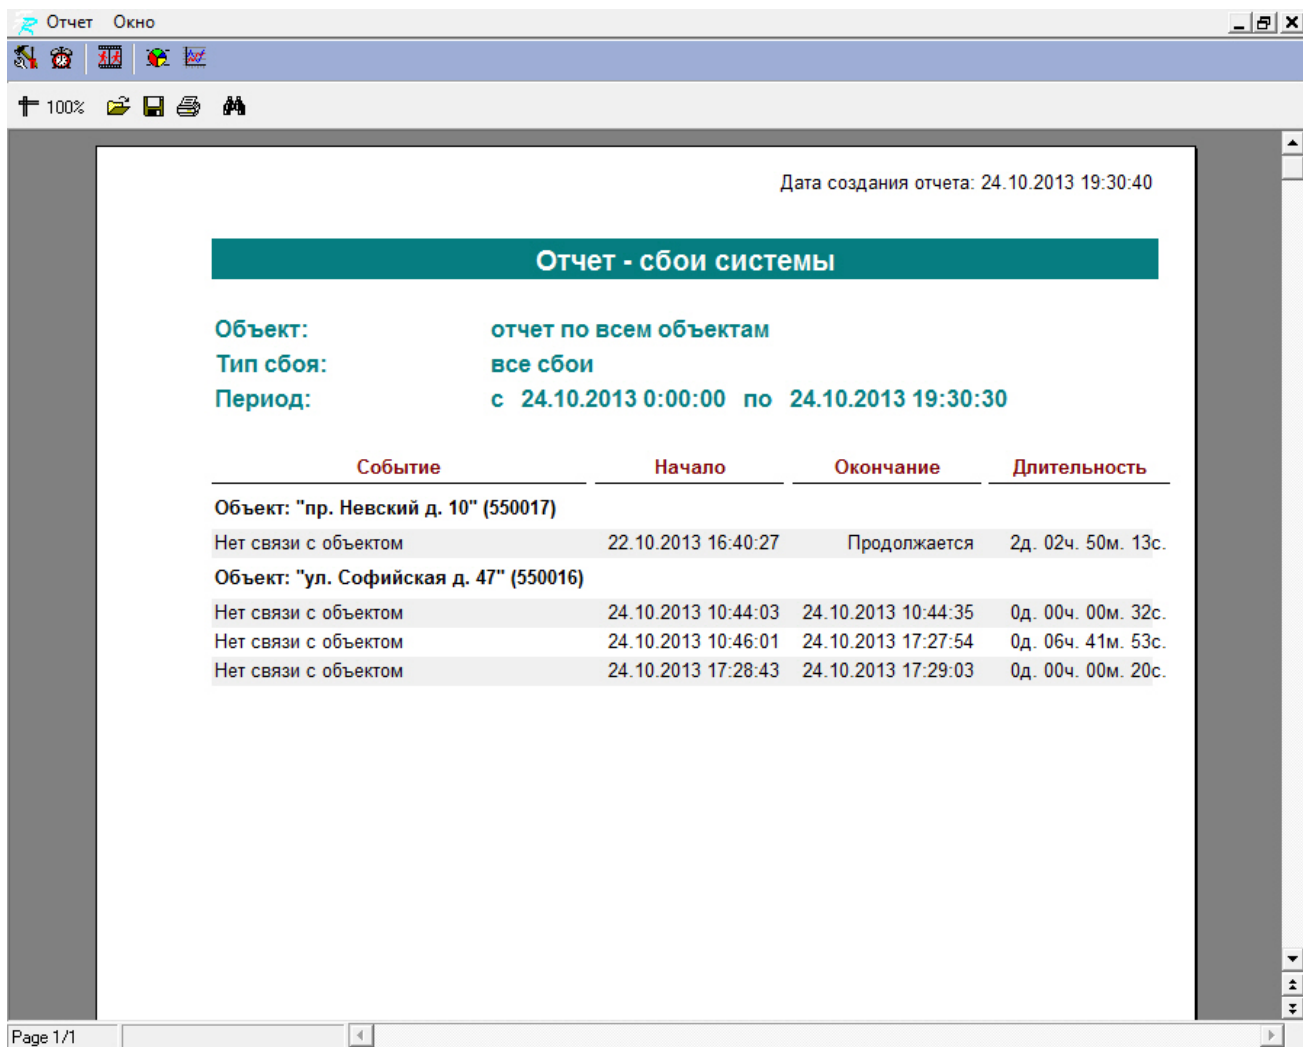 Отчет Окно
100%
Дата создания отчета: 24.10.2013 19:30:40
Отчет - сбои системы
Объект: отчет по всем объектам
Тип сбоя: все сбои
Период: с 24.10.2013 0:00:00 по 24.10.2013 19:30:30
Событие Начало Окончание Длительность
Объект: "пр. Невский д. 10" (550017)
Нет связи с объектом 22.10.2013 16:40:27 Продолжается 2д. 02ч. 50м. 13с.
Объект: "ул. Софийская д. 47" (550016)
Нет связи с объектом 24.10.2013 10:44:03 24.10.2013 10:44:35 0д. 00ч. 00м. 32с.
Нет связи с объектом 24.10.2013 10:46:01 24.10.2013 17:27:54 0д. 06ч. 41м. 53с.
Нет связи с объектом 24.10.2013 17:28:43 24.10.2013 17:29:03 0д. 00ч. 00м. 20с.
Page 1/1